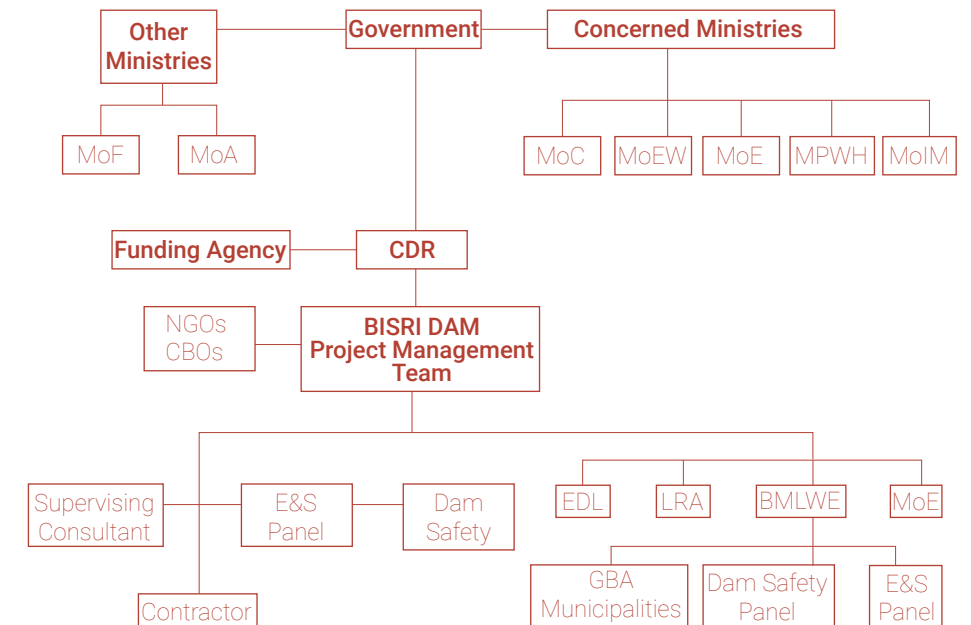 Other
Ministries
Government
Concerned Ministries
MoF
MoA
MoC
MoEW
MoE
MPWH
MoIM
Funding Agency
CDR
NGOs
CBOs
BISRI DAM
Project Management
Team
Supervising
Consultant
E&S
Panel
Dam
Safety
EDL
LRA
BMLWE
MoE
Contractor
GBA
Municipalities
Dam Safety
Panel
E&S
Panel